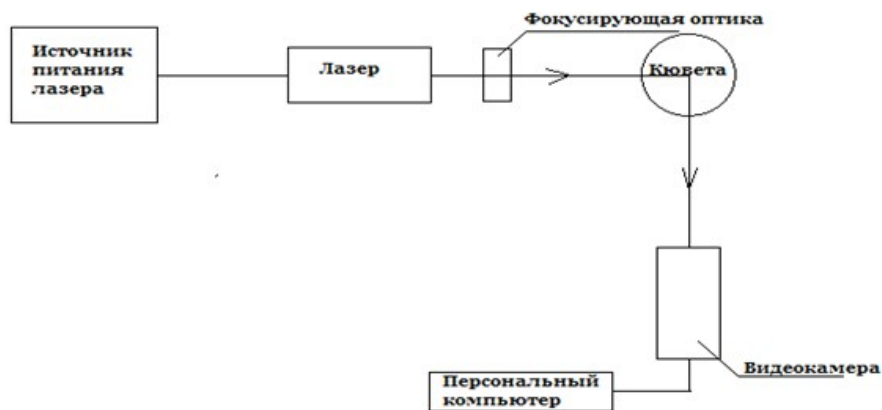 Фокусирующая оптика
Источник
питания
лазера
Лазер
Кювета
Видеокамера
Персональный
компьютер